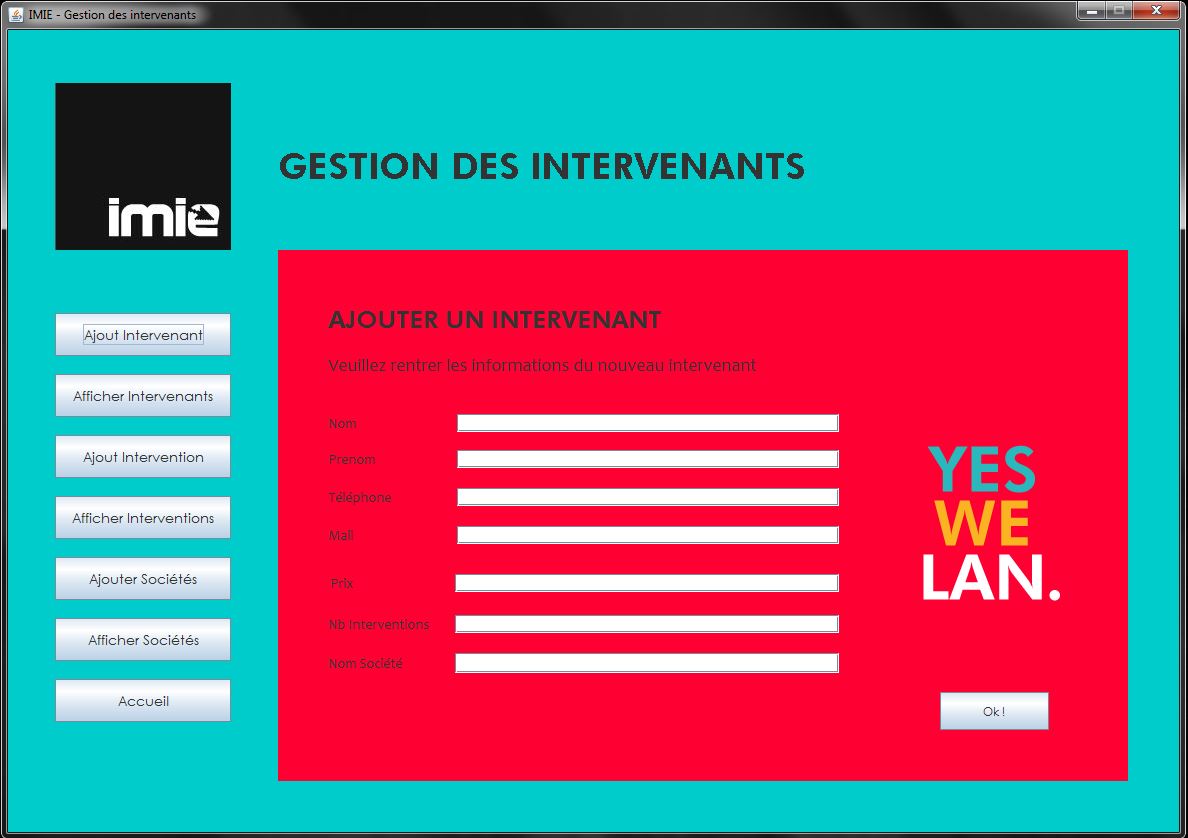 IMIE - Gestion des intervenants
imie
GESTION DES INTERVENANTS
Ajout Intervenant
Afficher Intervenants
Ajout Intervention
Afficher Interventions
Ajouter Sociétés
Afficher Sociétés
Accueil
AJOUTER UN INTERVENANT
Veuillez rentrer les informations du nouveau intervenant
Nom
Prenom
Téléphone
Mail
Prix
Nb Interventions
Nom Société
YES
WE
LAN.
Ok !